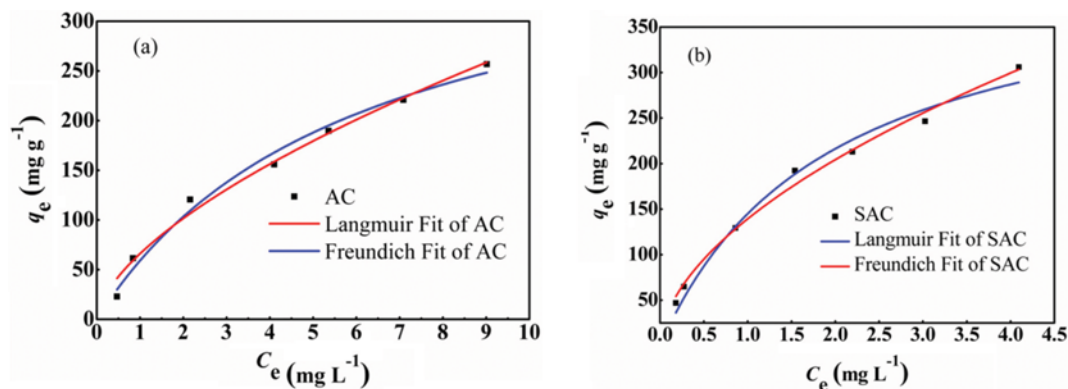 (a)
300
250
200
150
100
50
0
qe (mg g-1)
AC
Langmuir Fit of AC
Freundich Fit of AC
0 1 2 3 4 5 6 7 8 9 10
Ce (mg L-1)
(b)
350
300
250
200
150
100
50
qe (mg g-1)
SAC
Langmuir Fit of SAC
Freundich Fit of SAC
0.0 0.5 1.0 1.5 2.0 2.5 3.0 3.5 4.0 4.5
Ce (mg L-1)